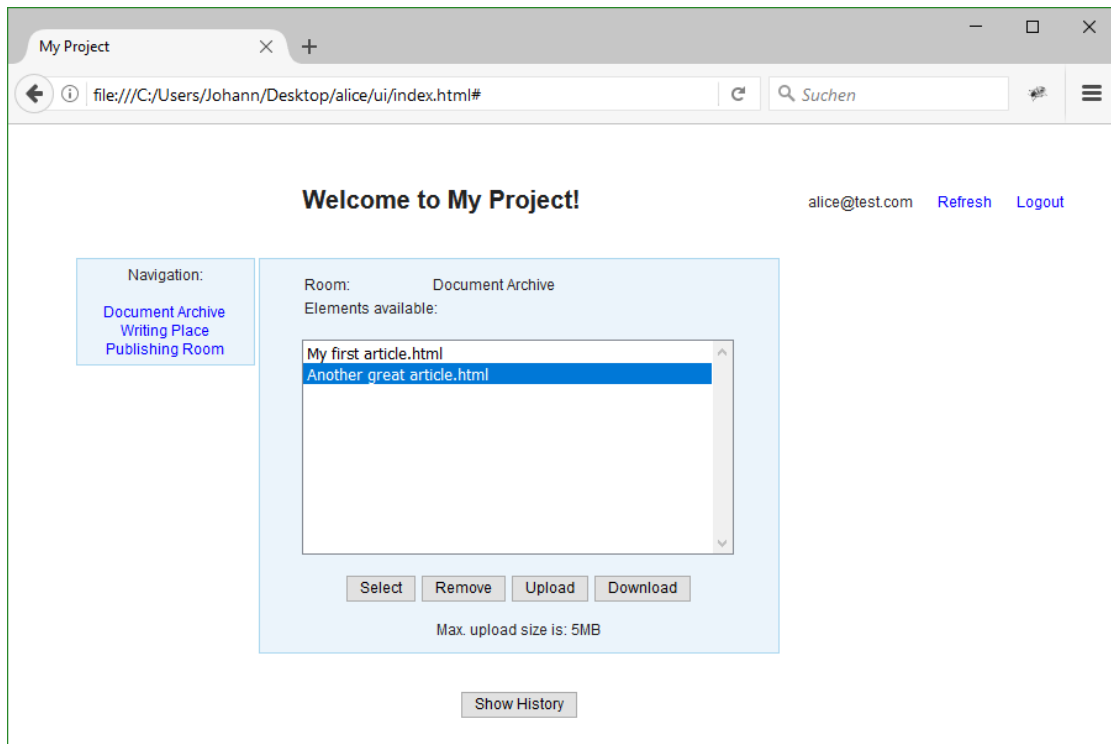 My Project
file:///C:/Users/Johann/Desktop/alice/ui/index.html#
Suchen
Welcome to My Project!
alice@test.com Refresh Logout
Navigation:
Document Archive
Writing Place
Publishing Room
Room: Document Archive
Elements available:
My first article.html
Another great article.html
Select Remove Upload Download
Max. upload size is: 5MB
Show History